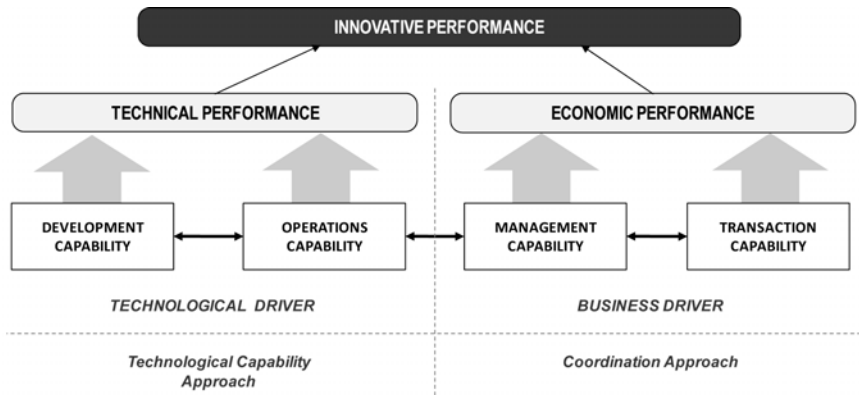 INNOVATIVE PERFORMANCE
TECHNICAL PERFORMANCE
ECONOMIC PERFORMANCE
DEVELOPMENT
CAPABILITY
OPERATIONS
CAPABILITY
MANAGEMENT
CAPABILITY
TRANSACTION
CAPABILITY
TECHNOLOGICAL DRIVER
BUSINESS DRIVER
Technological Capability
Approach
Coordination Approach